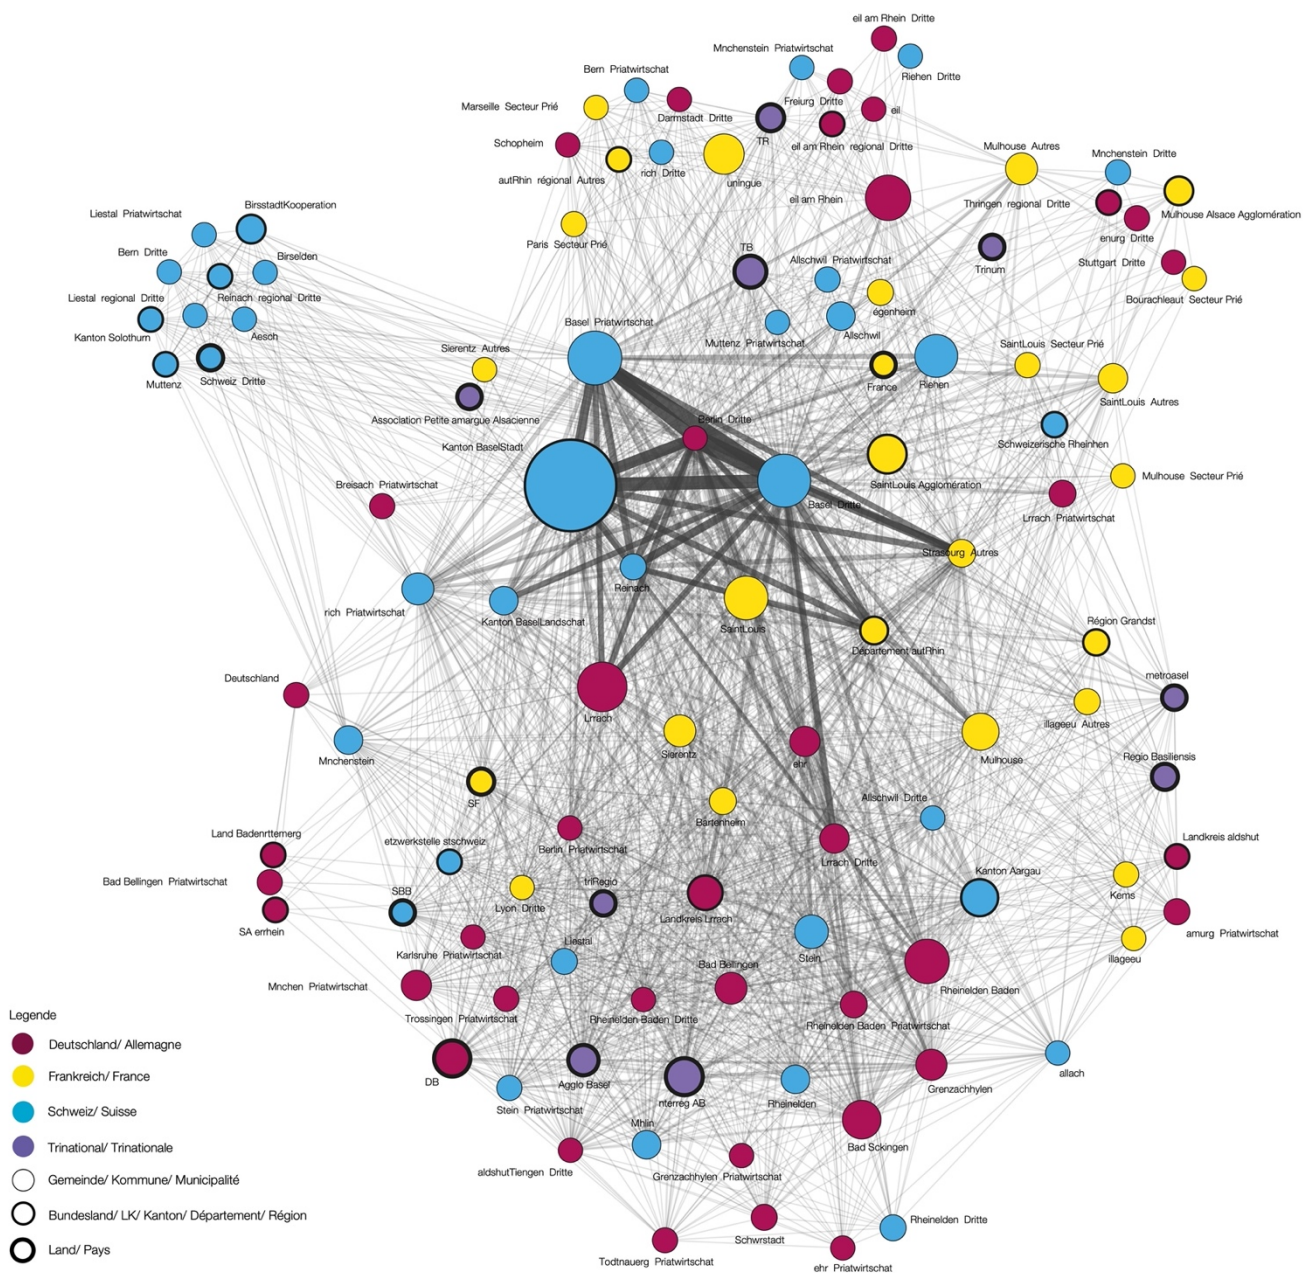 eil am Rhein Dritte
Mnchenstein Priatwirtschat
Riehen Dritte
Bern Priatwirtschat
Freiurg Dritte
Marseille Secteur Prié
Darmstadt Dritte
eil
TR
eil am Rhein regional Dritte
Schopheim
Mulhouse Autres
Mnchenstein Dritte
autRhin régional Autres
rich Dritte
uningue
eil am Rhein
Thringen regional Dritte
Mulhouse Alsace Agglomération
Liestal Priatwirtschat
BirsstadtKooperation
enurg Dritte
Paris Secteur Prié
TB
Bern Dritte
Birselden
Allschwil Priatwirtschat
Trinum
Stuttgart Dritte
Liestal regional Dritte
Reinach regional Dritte
Bourachleaut Secteur Prié
égenheim
Kanton Solothurn
Aesch
Basel Priatwirtschat
Muttenz Priatwirtschat
Allschwil
Sierentz Autres
SaintLouis Secteur Prié
Muttenz
Schweiz Dritte
France
Riehen
SaintLouis Autres
Association Petite amargue Alsacienne
Berlin Dritte
Kanton BaselStadt
Schweizerische Rheinhen
Breisach Priatwirtschat
SaintLouis Agglomération
Mulhouse Secteur Prié
Basel Dritte
Lrrach Priatwirtschat
Strasourg Autres
Reinach
rich Priatwirtschat
Kanton BaselLandschat
SaintLouis
Région Grandst
Département autRhin
Deutschland
metroasel
Lrrach
illageeu Autres
Sierentz
ehr
Mulhouse
Mnchenstein
Regio Basiliensis
SF
Allschwil Dritte
Bartenheim
Land Badenrttemerg
etzwerkstelle stschweiz
Berlin Priatwirtschat
Lrrach Dritte
Landkreis aldshut
Bad Bellingen Priatwirtschat
SBB
triRegio
Kanton Aargau
Kems
Lyon Dritte
Landkreis Lrrach
SA errhein
amurg Priatwirtschat
Liestal
Karlsruhe Priatwirtschat
Stein
illageeu
Bad Bellingen
Mnchen Priatwirtschat
Rheinelden Baden
Trossingen Priatwirtschat
Rheinelden Baden Dritte
Rheinelden Baden Priatwirtschat
allach
DB
Agglo Basel
Grenzachhylen
nterreg AB
Rheinelden
Stein Priatwirtschat
Mhlin
Bad Sckingen
aldshutTiengen Dritte
Grenzachhylen Priatwirtschat
Rheinelden Dritte
Schwrstadt
Todtnauerg Priatwirtschat
ehr Priatwirtschat
Legende
Deutschland/ Allemagne
Frankreich/ France
Schweiz/ Suisse
Trinational/ Trinationale
Gemeinde/ Kommune/ Municipalité
Bundesland/ LK/ Kanton/ Département/ Région
Land/ Pays